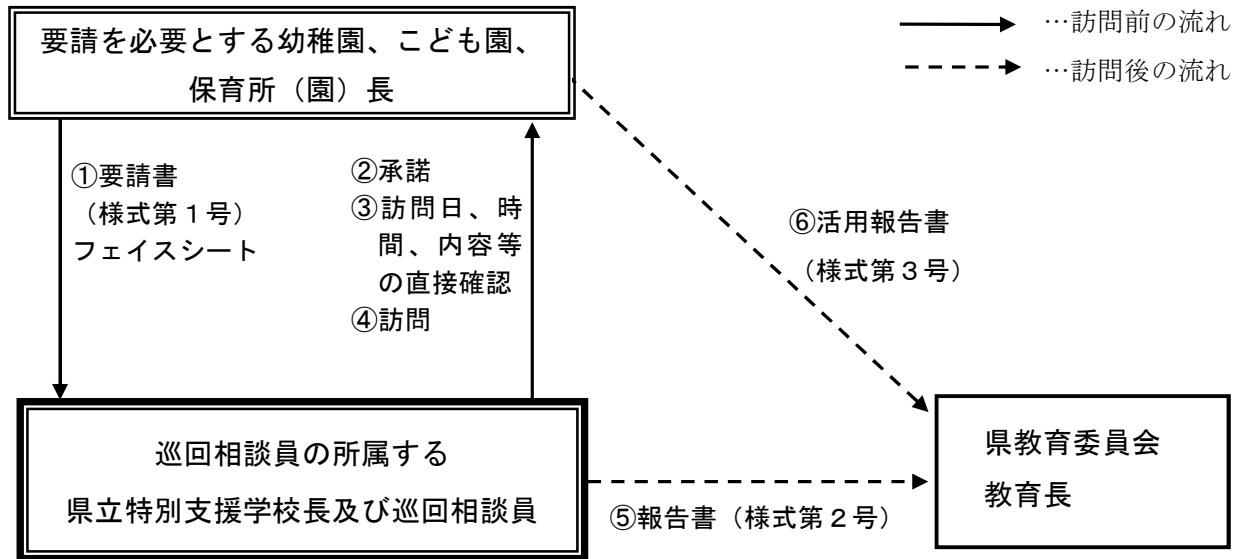 要請を必要とする幼稚園、こども園、
保育所（園）長
…訪問前の流れ
…訪問後の流れ
①要請書
（様式第１号）
フェイスシート
②承諾
③訪問日、時
間、内容等
の直接確認
④訪問
⑥活用報告書
（様式第３号）
巡回相談員の所属する
県立特別支援学校長及び巡回相談員
⑤報告書（様式第２号）
県教育委員会
教育長